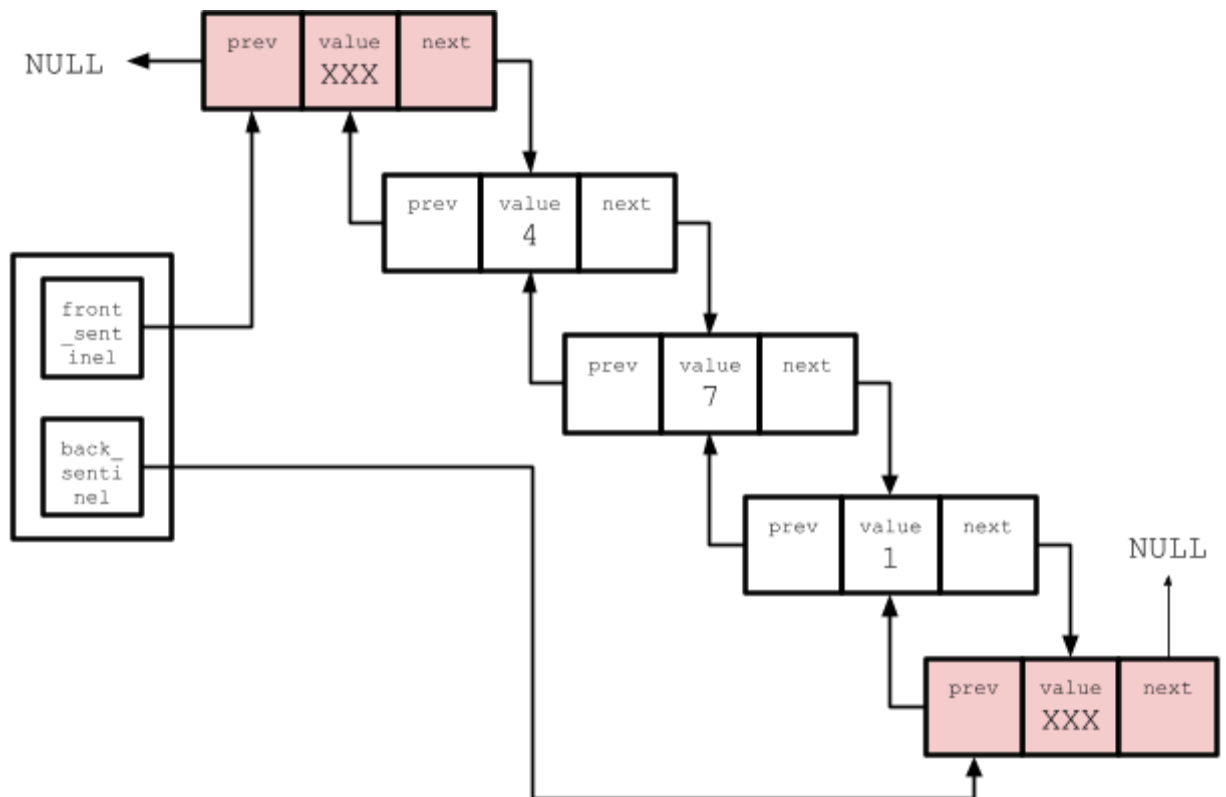 prev value next
NULL
XXX
prev value next
4
front
_sent
inel
prev value next
7
back_
senti
nel
prev value next
NULL
1
prev value next
XXX